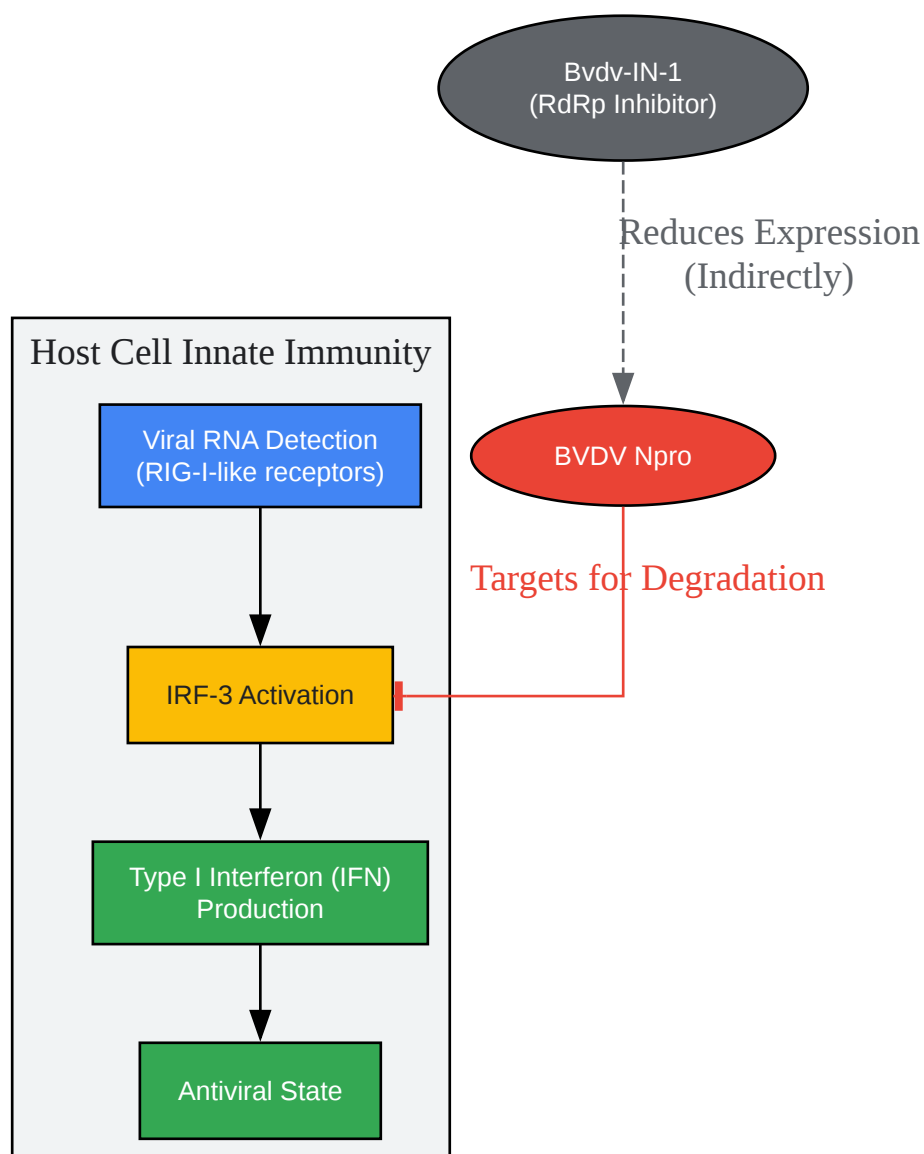 Bvdv-IN-1
(RdRp Inhibitor)
Reduces Expression
(Indirectly)
Host Cell Innate Immunity
Viral RNA Detection
(RIG-I-like receptors)
BVDV Npro
Targets for Degradation
IRF-3 Activation
Type I Interferon (IFN)
Production
Antiviral State